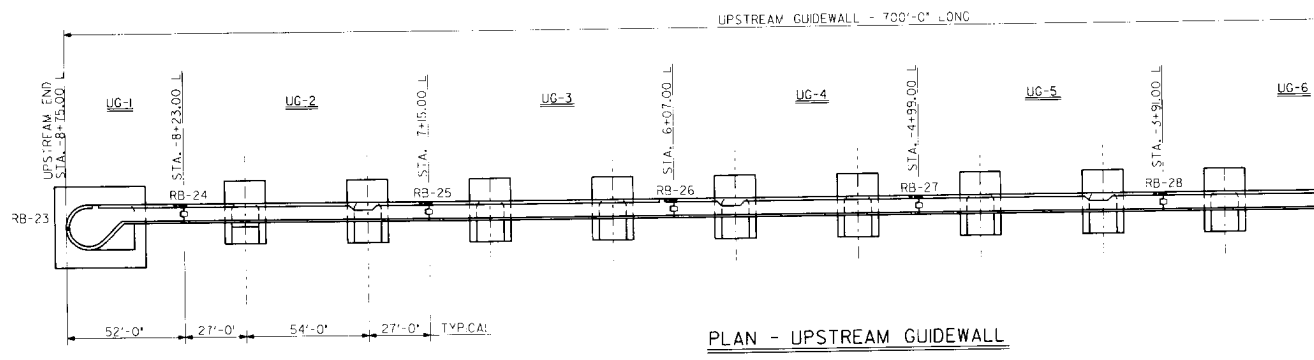 UPSTREAM GUIDEWALL - 700'-0" LONG
UPSTREAM END
STA. -8+75.00 L
UG-1
STA. -8+23.00 L
UG-2
STA. 7+15.00 L
UG-3
STA. 6+07.00 L
UG-4
STA. -4+99.00 L
UG-5
STA. -3+91.00 L
UG-6
RB-23
RB-24
RB-25
RB-26
RB-27
RB-28
52'-0"
27'-0'
54'-0"
27'-0"
TYPICAL
PLAN - UPSTREAM GUIDEWALL